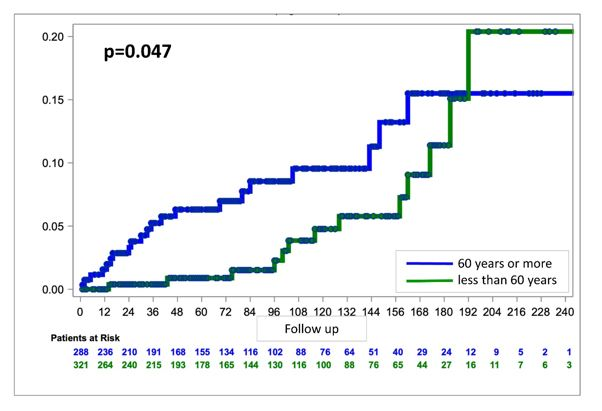 p=0.047
0.20
0.15
0.10
0.05
0.00
60 years or more
less than 60 years
0 12 24 36 48 60 72 84 96 108 120 132 144 156 168 180 192 204 216 228 240
Follow up
Patients at Risk
288 236 210 191 168 155 134 116 102 88 76 64 51 40 29 24 12 9 5 2 1
321 264 240 215 193 178 165 144 130 116 100 88 76 65 44 27 16 11 7 6 3